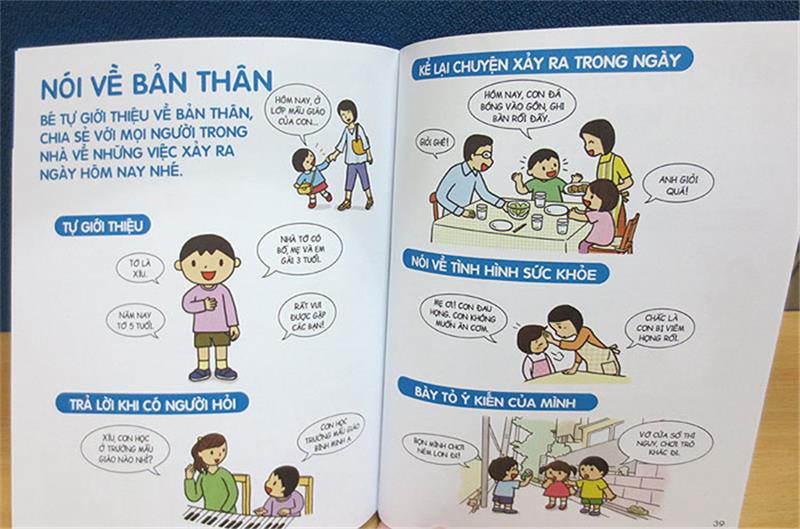 NÓI VỀ BẢN THÂN
BÉ TỰ GIỚI THIỆU VỀ BẢN THÂN,
CHIA SẺ VỚI MỌI NGƯỜI TRONG
NHÀ VỀ NHỮNG VIỆC XẢY RA
NGÀY HÔM NAY NHÉ.
HÔM NAY, Ở
LỚP MẪU GIÁO
CỦA CON...
TỰ GIỚI THIỆU
TỚ LÀ
XÍU.
NHÀ TỚ CÓ
BỐ, MẸ VÀ EM
GÁI 3 TUỔI.
NĂM NAY
TỚ 5 TUỔI.
RẤT VUI
ĐƯỢC GẶP
CÁC BẠN!
TRẢ LỜI KHI CÓ NGƯỜI HỎI
XÍU, CON HỌC
Ở TRƯỜNG MẪU
GIÁO NÀO NHỈ?
CON HỌC
TRƯỜNG MẪU GIÁO
BÌNH MINH Ạ.
KỂ LẠI CHUYỆN XẢY RA TRONG NGÀY
HÔM NAY, CON ĐÃ
BÓNG VÀO GÔN, GHI
BÀN RỒI ĐẤY.
GIỎI GHÊ!
ANH GIỎI
QUÁ!
NÓI VỀ TÌNH HÌNH SỨC KHỎE
MẸ ƠI! CON ĐAU
HỌNG. CON KHÔNG
MUỐN ĂN CƠM.
CHẮC LÀ
CON BỊ VIÊM
HỌNG RỒI.
BÀY TỎ Ý KIẾN CỦA MÌNH
BỌN MÌNH CHƠI
NÉM LON ĐI!
VỠ CỬA SỔ THÌ
NGUY, CHƠI TRÒ
KHÁC ĐI.
39